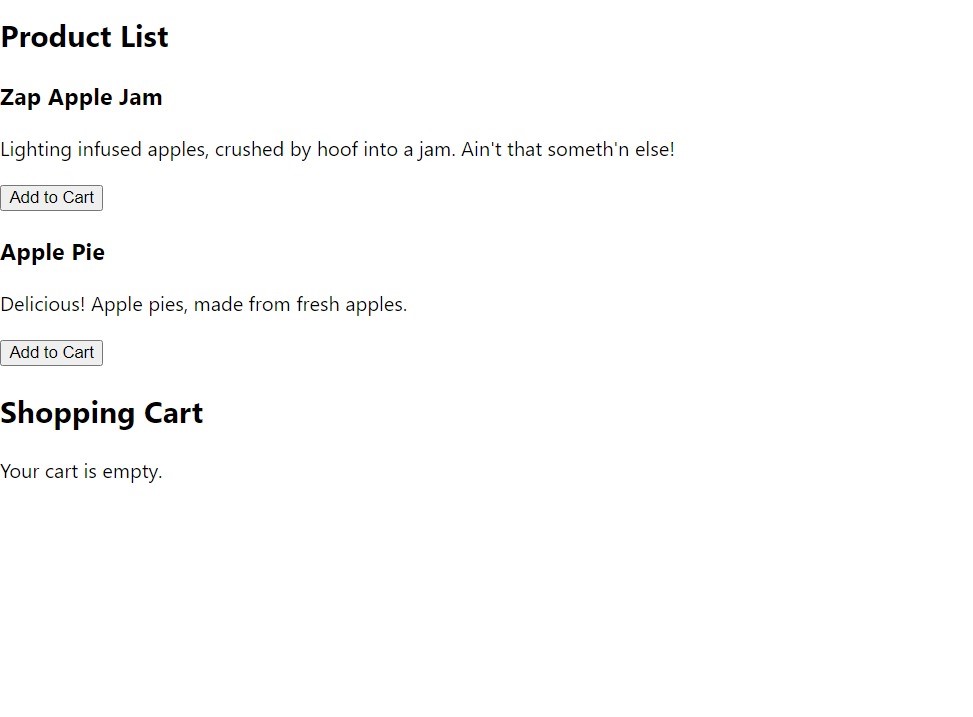 Product List
Zap Apple Jam
Lighting infused apples, crushed by hoof into a jam. Ain't that someth'n else!
Add to Cart
Apple Pie
Delicious! Apple pies, made from fresh apples.
Add to Cart
Shopping Cart
Your cart is empty.